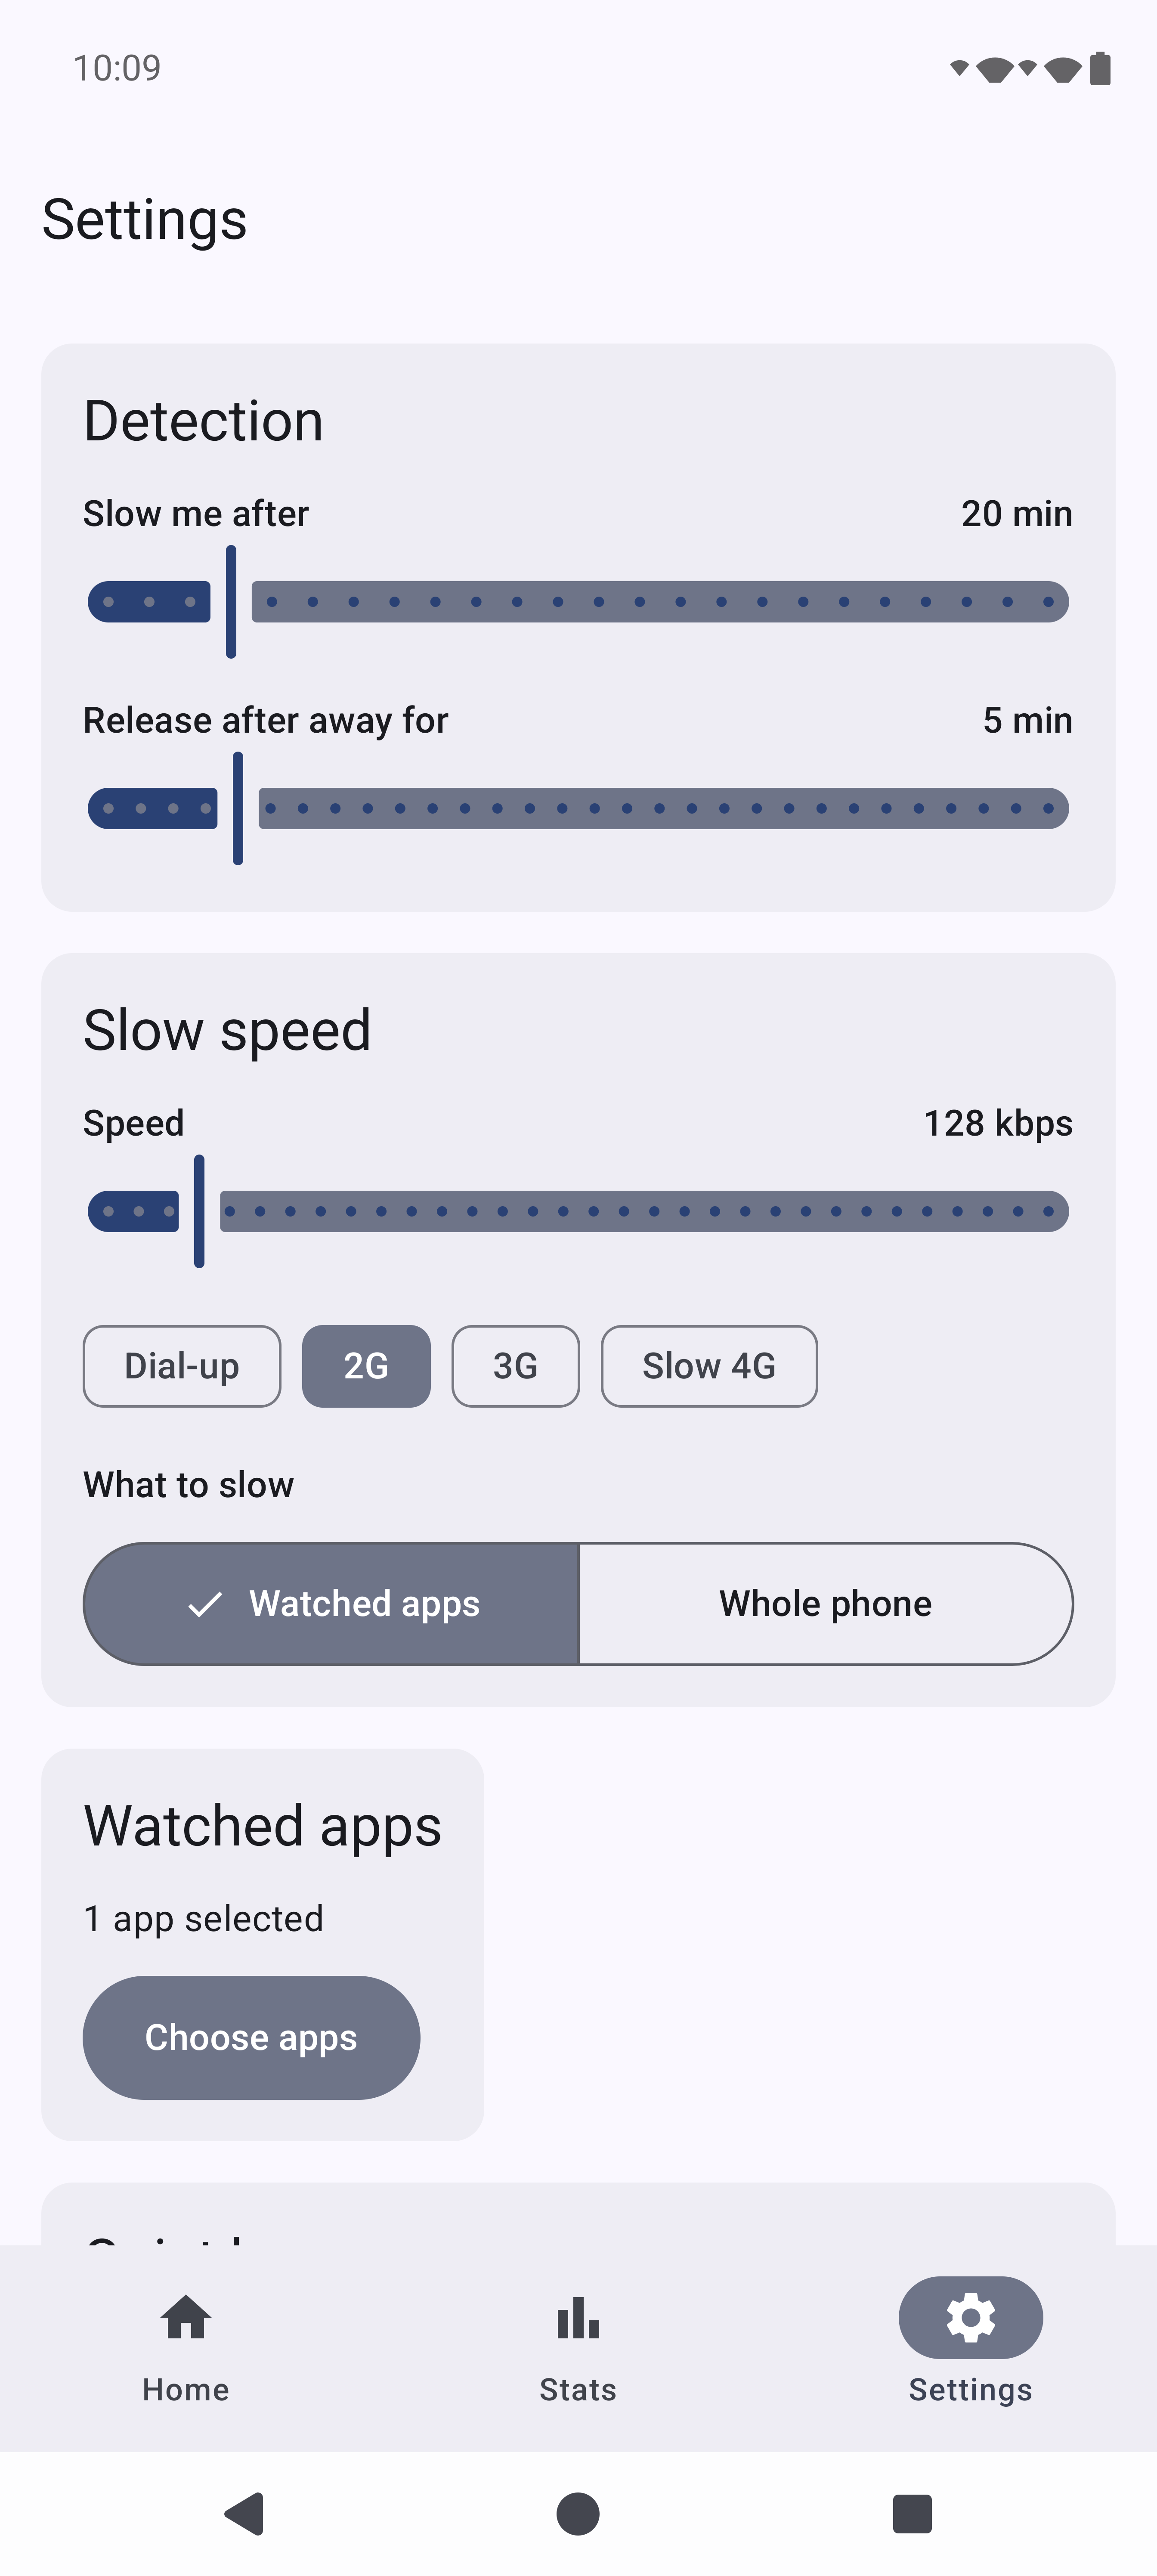 10:09
Settings
Detection
Slow me after 20 min
Release after away for 5 min
Slow speed
Speed 128 kbps
Dial-up 2G 3G Slow 4G
What to slow
Watched apps Whole phone
Watched apps
1 app selected
Choose apps
Home Stats Settings